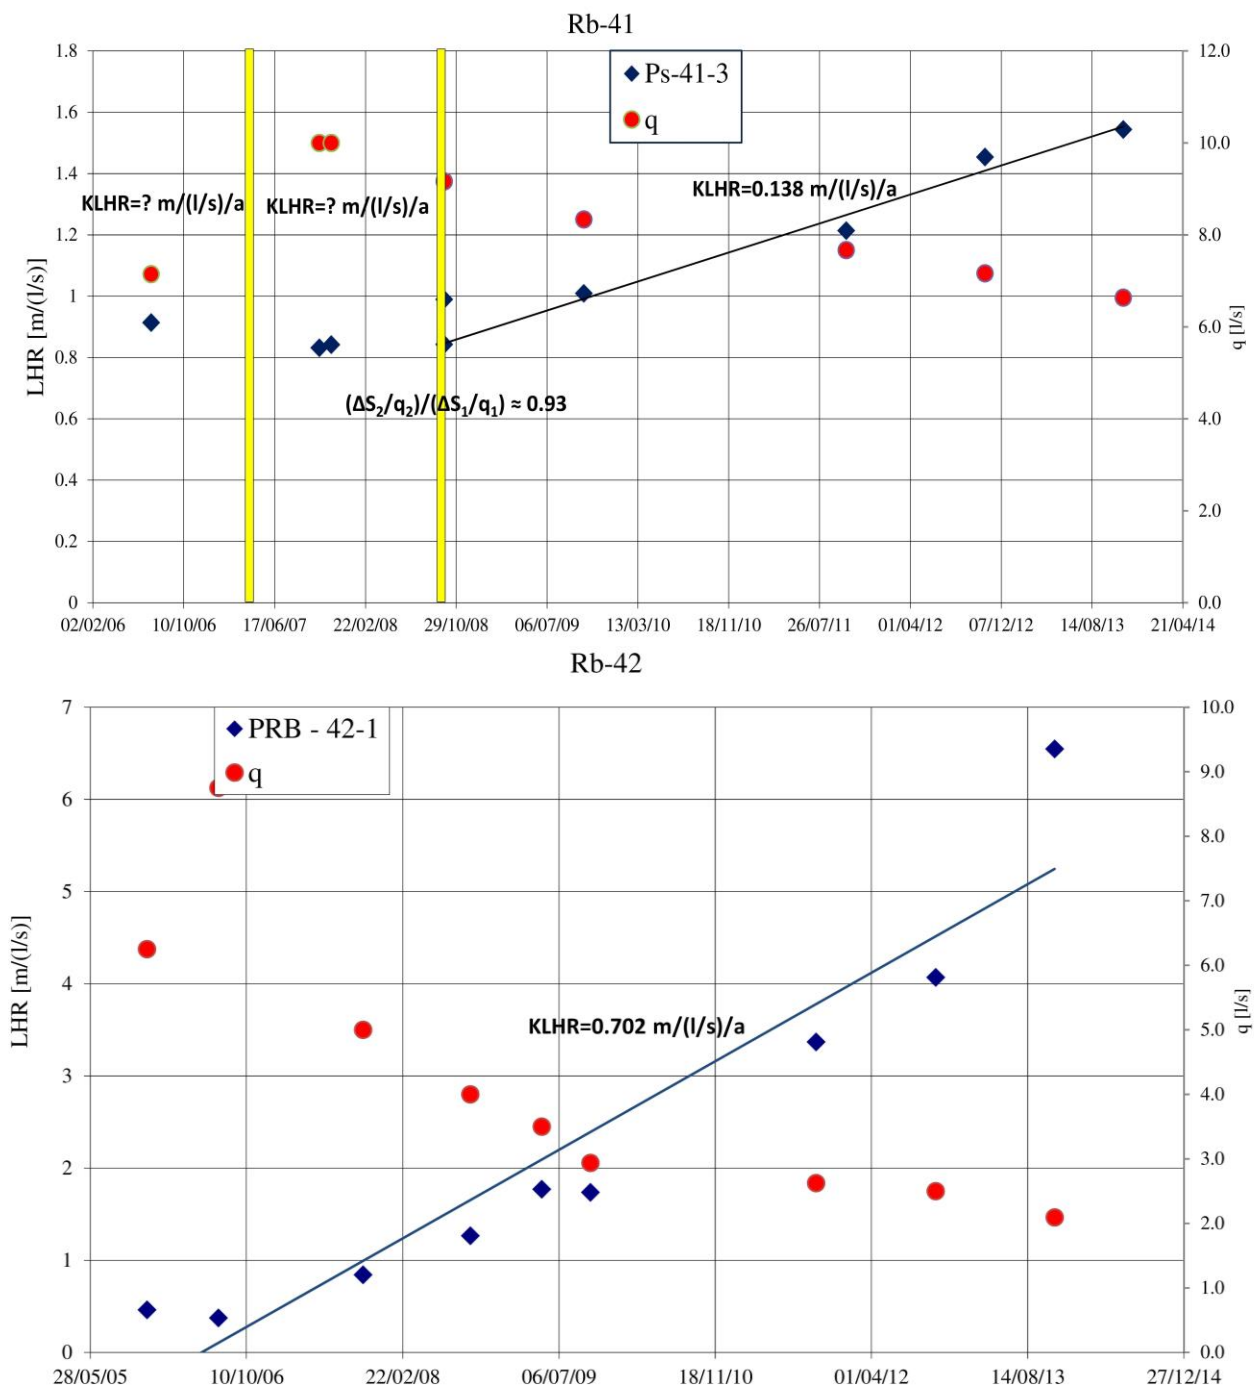 Rb-41
1.8
1.6
1.4
1.2
1
0.8
0.6
0.4
0.2
0
LHR [m/(l/s)]
12.0
10.0
8.0
6.0
4.0
2.0
0.0
q [l/s]
Ps-41-3
q
KLHR=? m/(l/s)/a
KLHR=? m/(l/s)/a
KLHR=0.138 m/(l/s)/a
(ΔS₂/q₂)/(ΔS₁/q₁) ≈ 0.93
02/02/06 10/10/06 17/06/07 22/02/08 29/10/08 06/07/09 13/03/10 18/11/10 26/07/11 01/04/12 07/12/12 14/08/13 21/04/14
Rb-42
7
6
5
4
3
2
1
0
LHR [m/(l/s)]
10.0
9.0
8.0
7.0
6.0
5.0
4.0
3.0
2.0
1.0
0.0
q [l/s]
PRB - 42-1
q
KLHR=0.702 m/(l/s)/a
28/05/05 10/10/06 22/02/08 06/07/09 18/11/10 01/04/12 14/08/13 27/12/14